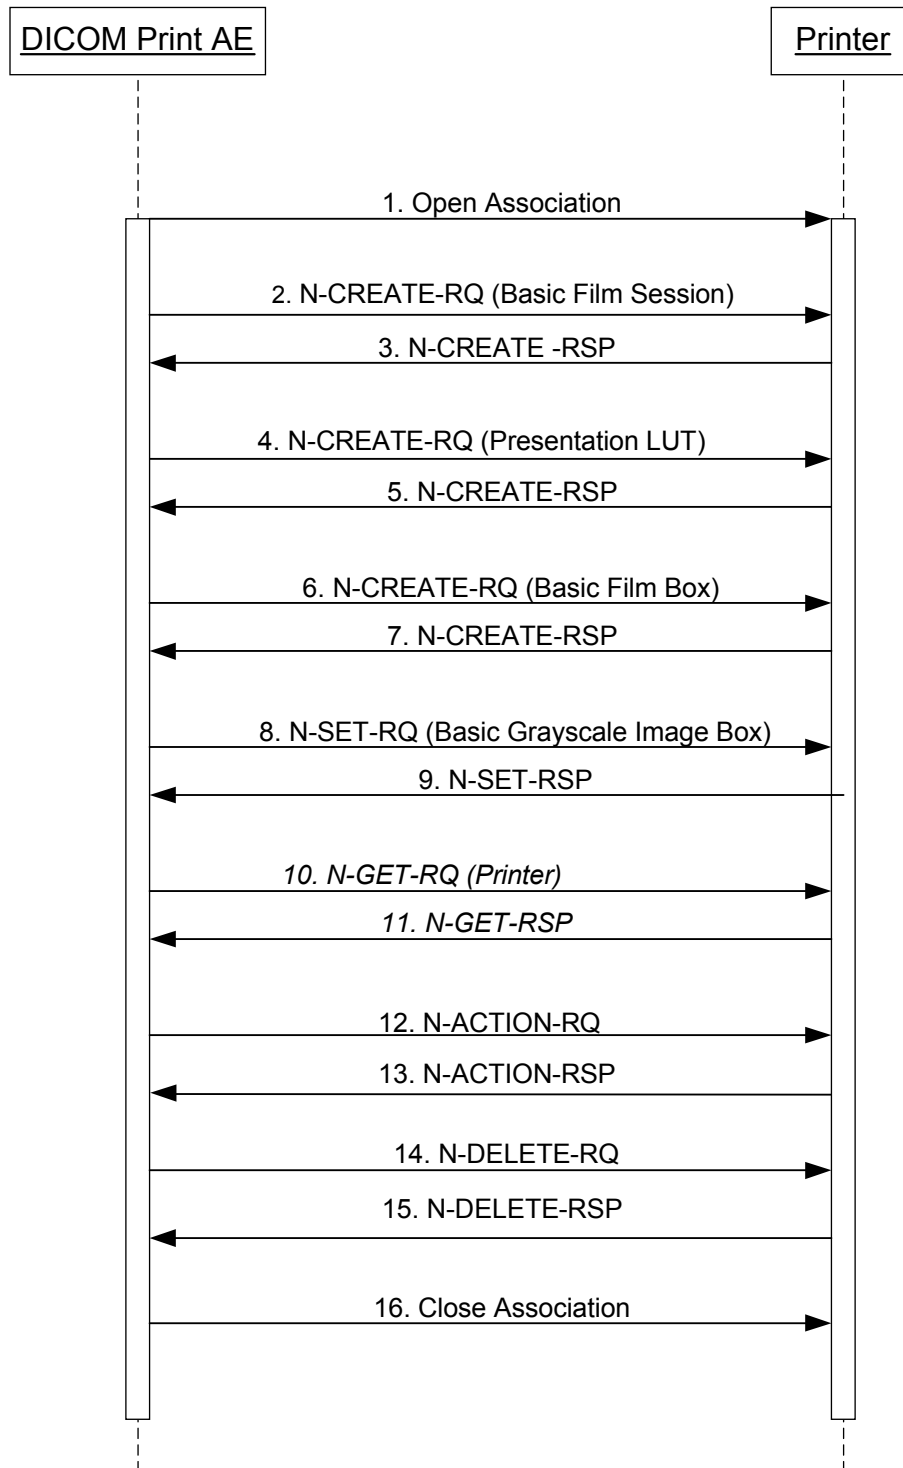 DICOM Print AE
Printer
1. Open Association
2. N-CREATE-RQ (Basic Film Session)
3. N-CREATE -RSP
4. N-CREATE-RQ (Presentation LUT)
5. N-CREATE-RSP
6. N-CREATE-RQ (Basic Film Box)
7. N-CREATE-RSP
8. N-SET-RQ (Basic Grayscale Image Box)
9. N-SET-RSP
10. N-GET-RQ (Printer)
11. N-GET-RSP
12. N-ACTION-RQ
13. N-ACTION-RSP
14. N-DELETE-RQ
15. N-DELETE-RSP
16. Close Association